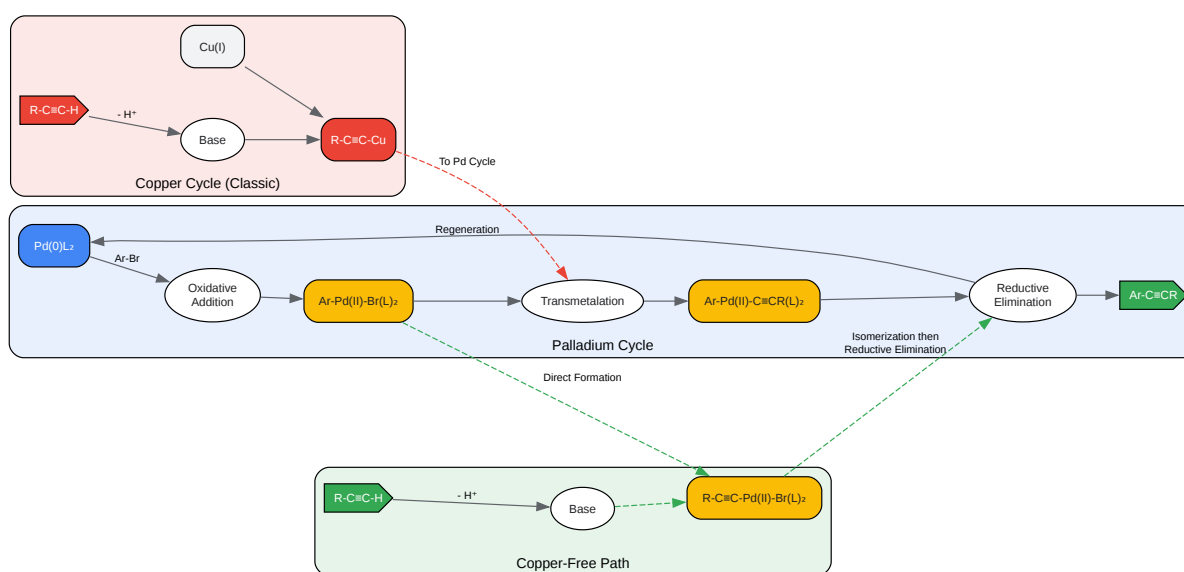 Cu(I)
R-C≡C-H
- H⁺
Base
R-C≡C-Cu
To Pd Cycle
Copper Cycle (Classic)
Pd(0)L₂
Regeneration
Ar-Br
Oxidative
Addition
Ar-Pd(II)-Br(L)₂
Transmetalation
Ar-Pd(II)-C≡CR(L)₂
Reductive
Elimination
Ar-C≡CR
Isomerization then
Reductive Elimination
Palladium Cycle
Direct Formation
R-C≡C-H
- H⁺
Base
R-C≡C-Pd(II)-Br(L)₂
Copper-Free Path